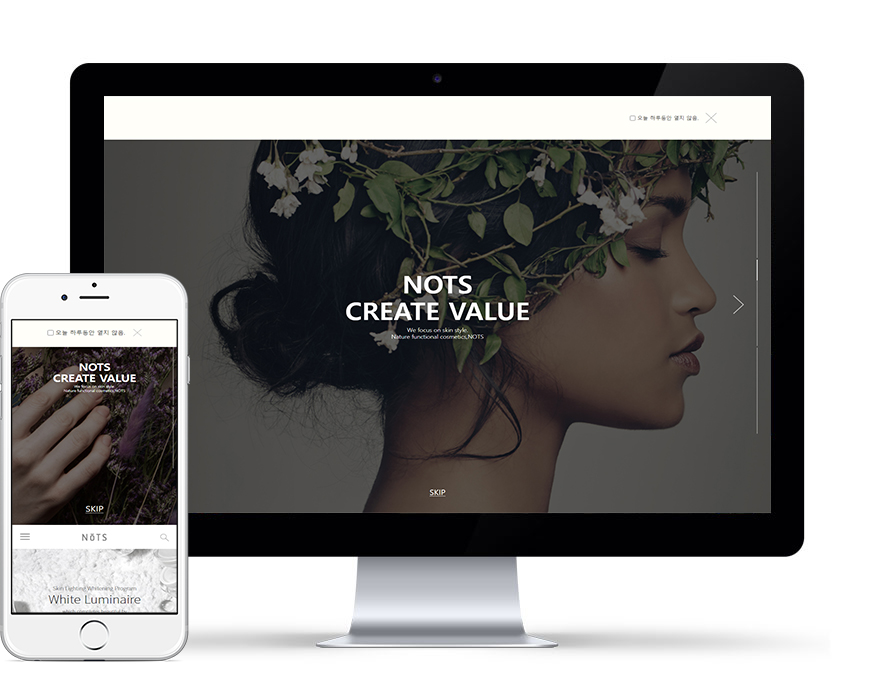 오늘 하루동안 열지 않음.
NOTS
CREATE VALUE
We focus on skin style.
Nature functional cosmetics,NOTS
SKIP
오늘 하루동안 열지 않음.
NOTS
CREATE VALUE
We focus on skin style.
Nature functional cosmetics,NOTS
SKIP
NōTS
Skin Lighting Whitening Program
White Luminaire